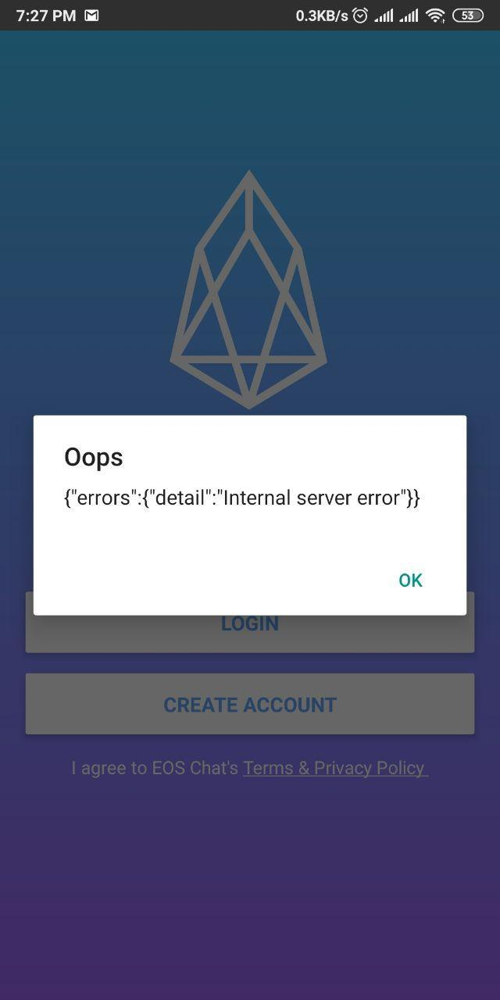 7:27 PM 0.3KB/s 53
Oops
{"errors":{"detail":"Internal server error"}}
OK
LOGIN
CREATE ACCOUNT
I agree to EOS Chat's Terms & Privacy Policy